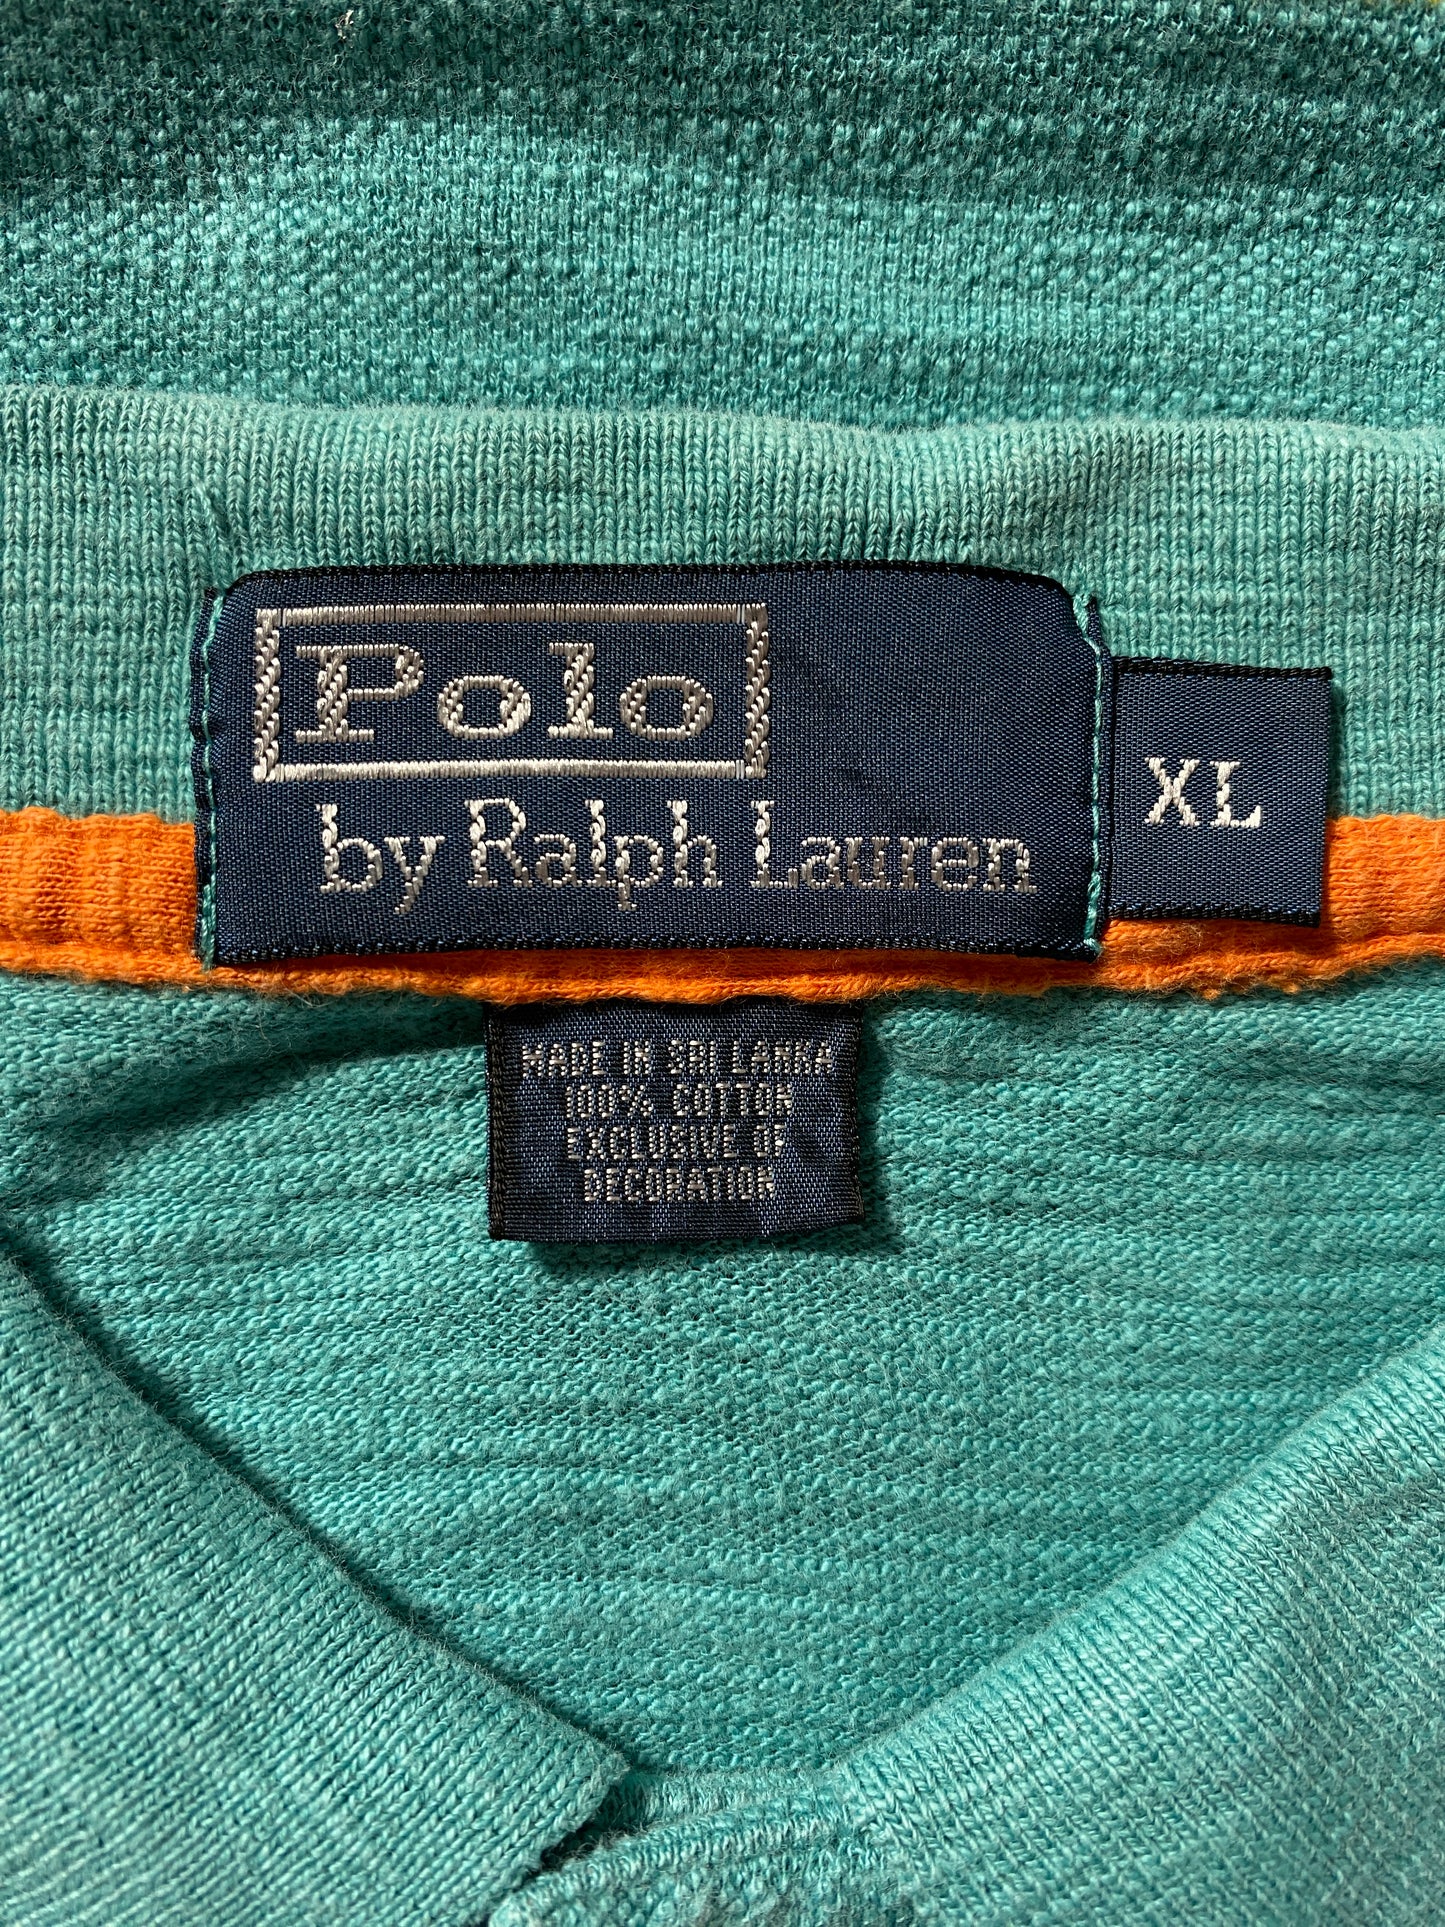 Polo
by Ralph Lauren
XL
MADE IN SRI LANKA
100% COTTON
EXCLUSIVE OF
DECORATION